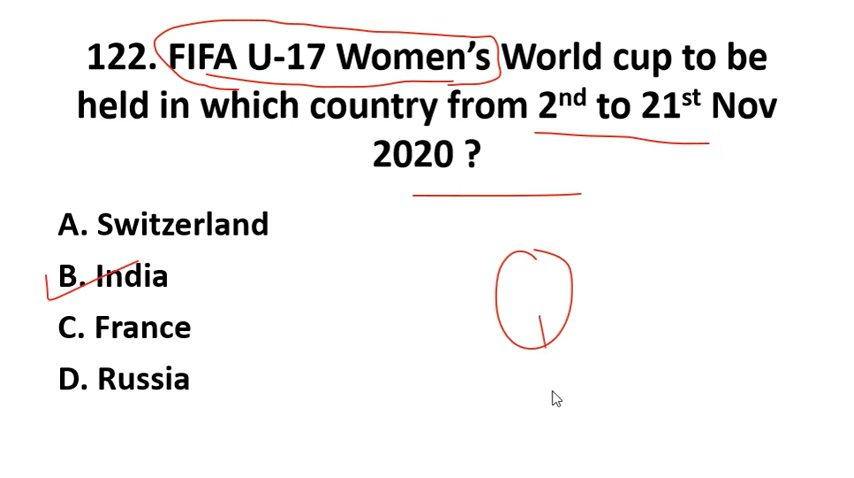 122. FIFA U-17 Women’s World cup to be
held in which country from 2nd to 21st Nov
2020 ?
A. Switzerland
B. India
C. France
D. Russia